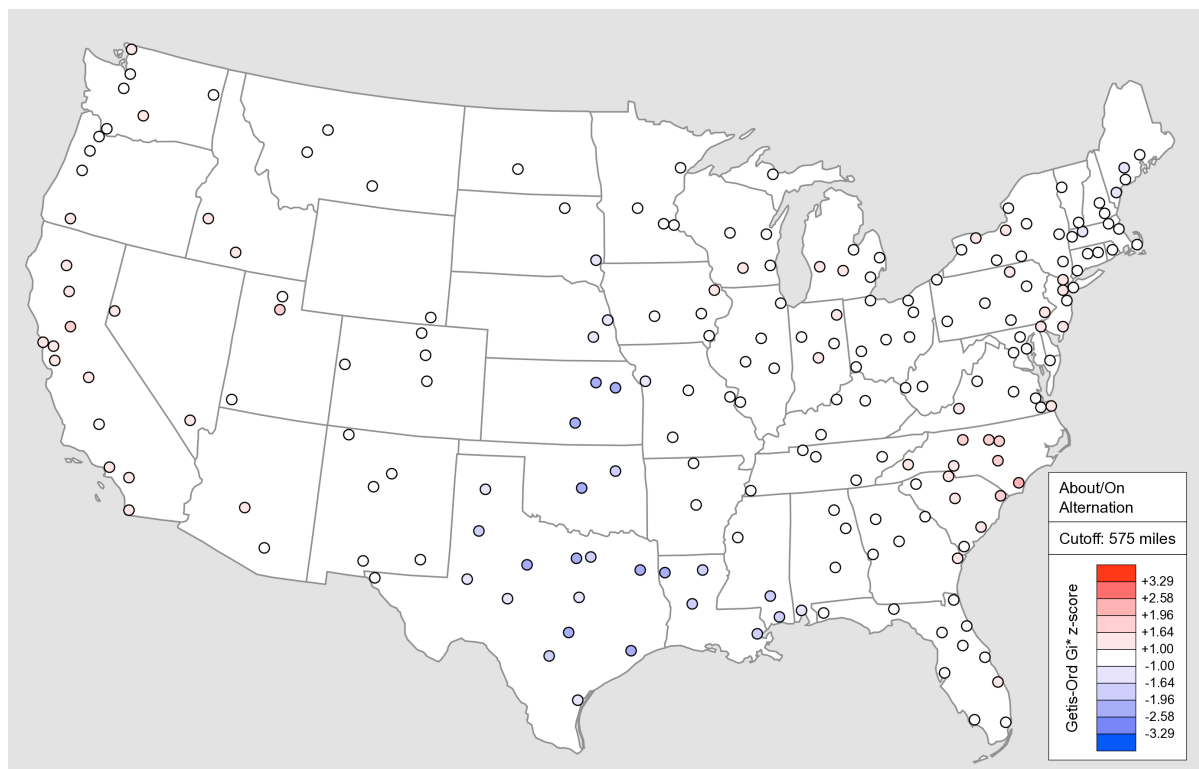 About/On
Alternation
Cutoff: 575 miles
Getis-Ord Gi* z-score
+3.29
+2.58
+1.96
+1.64
+1.00
-1.00
-1.64
-1.96
-2.58
-3.29